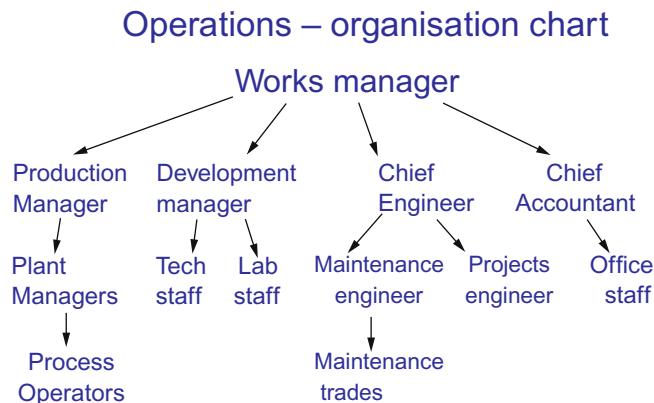 Operations – organisation chart
Works manager
Production
Manager
Development
manager
Chief
Engineer
Chief
Accountant
Plant
Managers
Tech
staff
Lab
staff
Maintenance
engineer
Projects
engineer
Office
staff
Process
Operators
Maintenance
trades